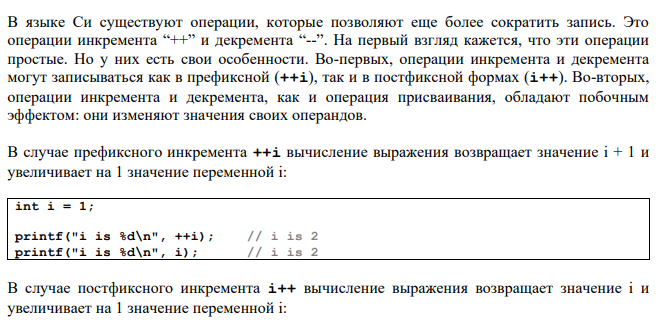 В языке Си существуют операции, которые позволяют еще более сократить запись. Это
операции инкремента “++” и декремента “--”. На первый взгляд кажется, что эти операции
простые. Но у них есть свои особенности. Во-первых, операции инкремента и декремента
могут записываться как в префиксной (++i), так и в постфиксной формах (i++). Во-вторых,
операции инкремента и декремента, как и операция присваивания, обладают побочным
эффектом: они изменяют значения своих операндов.
В случае префиксного инкремента ++i вычисление выражения возвращает значение i + 1 и
увеличивает на 1 значение переменной i:
int i = 1;
printf("i is %d\n", ++i); // i is 2
printf("i is %d\n", i); // i is 2
В случае постфиксного инкремента i++ вычисление выражения возвращает значение i и
увеличивает на 1 значение переменной i: